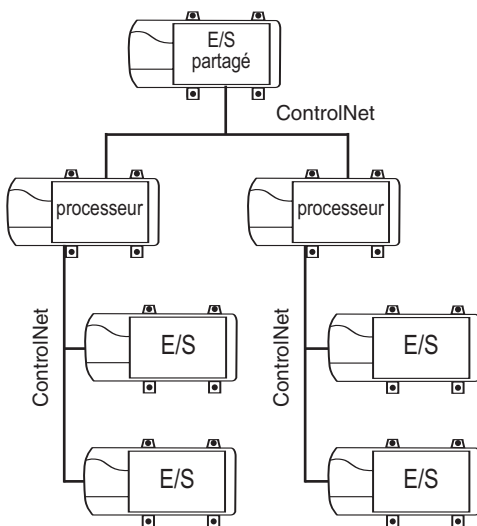 E/S
partagé
ControlNet
processeur
processeur
ControlNet
E/S
ControlNet
E/S
E/S
E/S